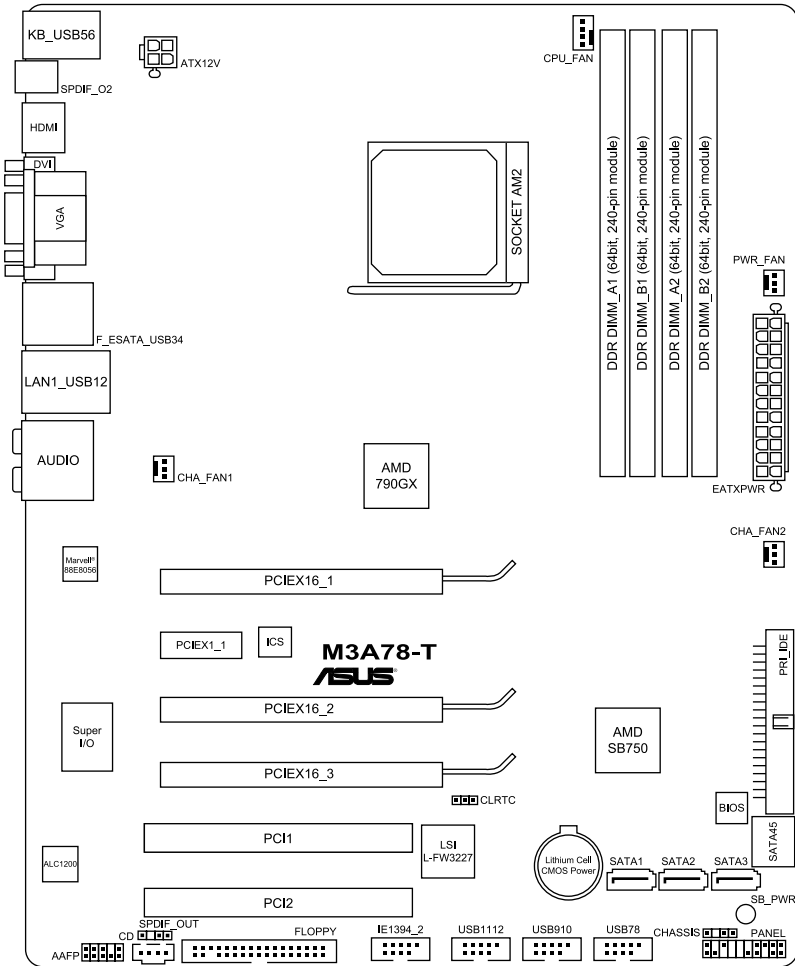 KB_USB56
ATX12V
CPU_FAN
SPDIF_O2
HDMI
DVI
VGA
SOCKET AM2
DDR DIMM_A1 (64bit, 240-pin module)
DDR DIMM_B1 (64bit, 240-pin module)
DDR DIMM_A2 (64bit, 240-pin module)
DDR DIMM_B2 (64bit, 240-pin module)
PWR_FAN
F_ESATA_USB34
LAN1_USB12
AUDIO
CHA_FAN1
AMD
790GX
EATXPWR
CHA_FAN2
Marvell®
88E8056
PCIEX16_1
PCIEX1_1
ICS
M3A78-T
ASUS®
PRI_IDE
PCIEX16_2
Super
I/O
AMD
SB750
PCIEX16_3
CLRTC
BIOS
PCI1
LSI
L-FW3227
SATA45
ALC1200
Lithium Cell
CMOS Power
SATA1
SATA2
SATA3
PCI2
SB_PWR
SPDIF_OUT
CD
FLOPPY
IE1394_2
USB1112
USB910
USB78
CHASSIS
PANEL
AAFP